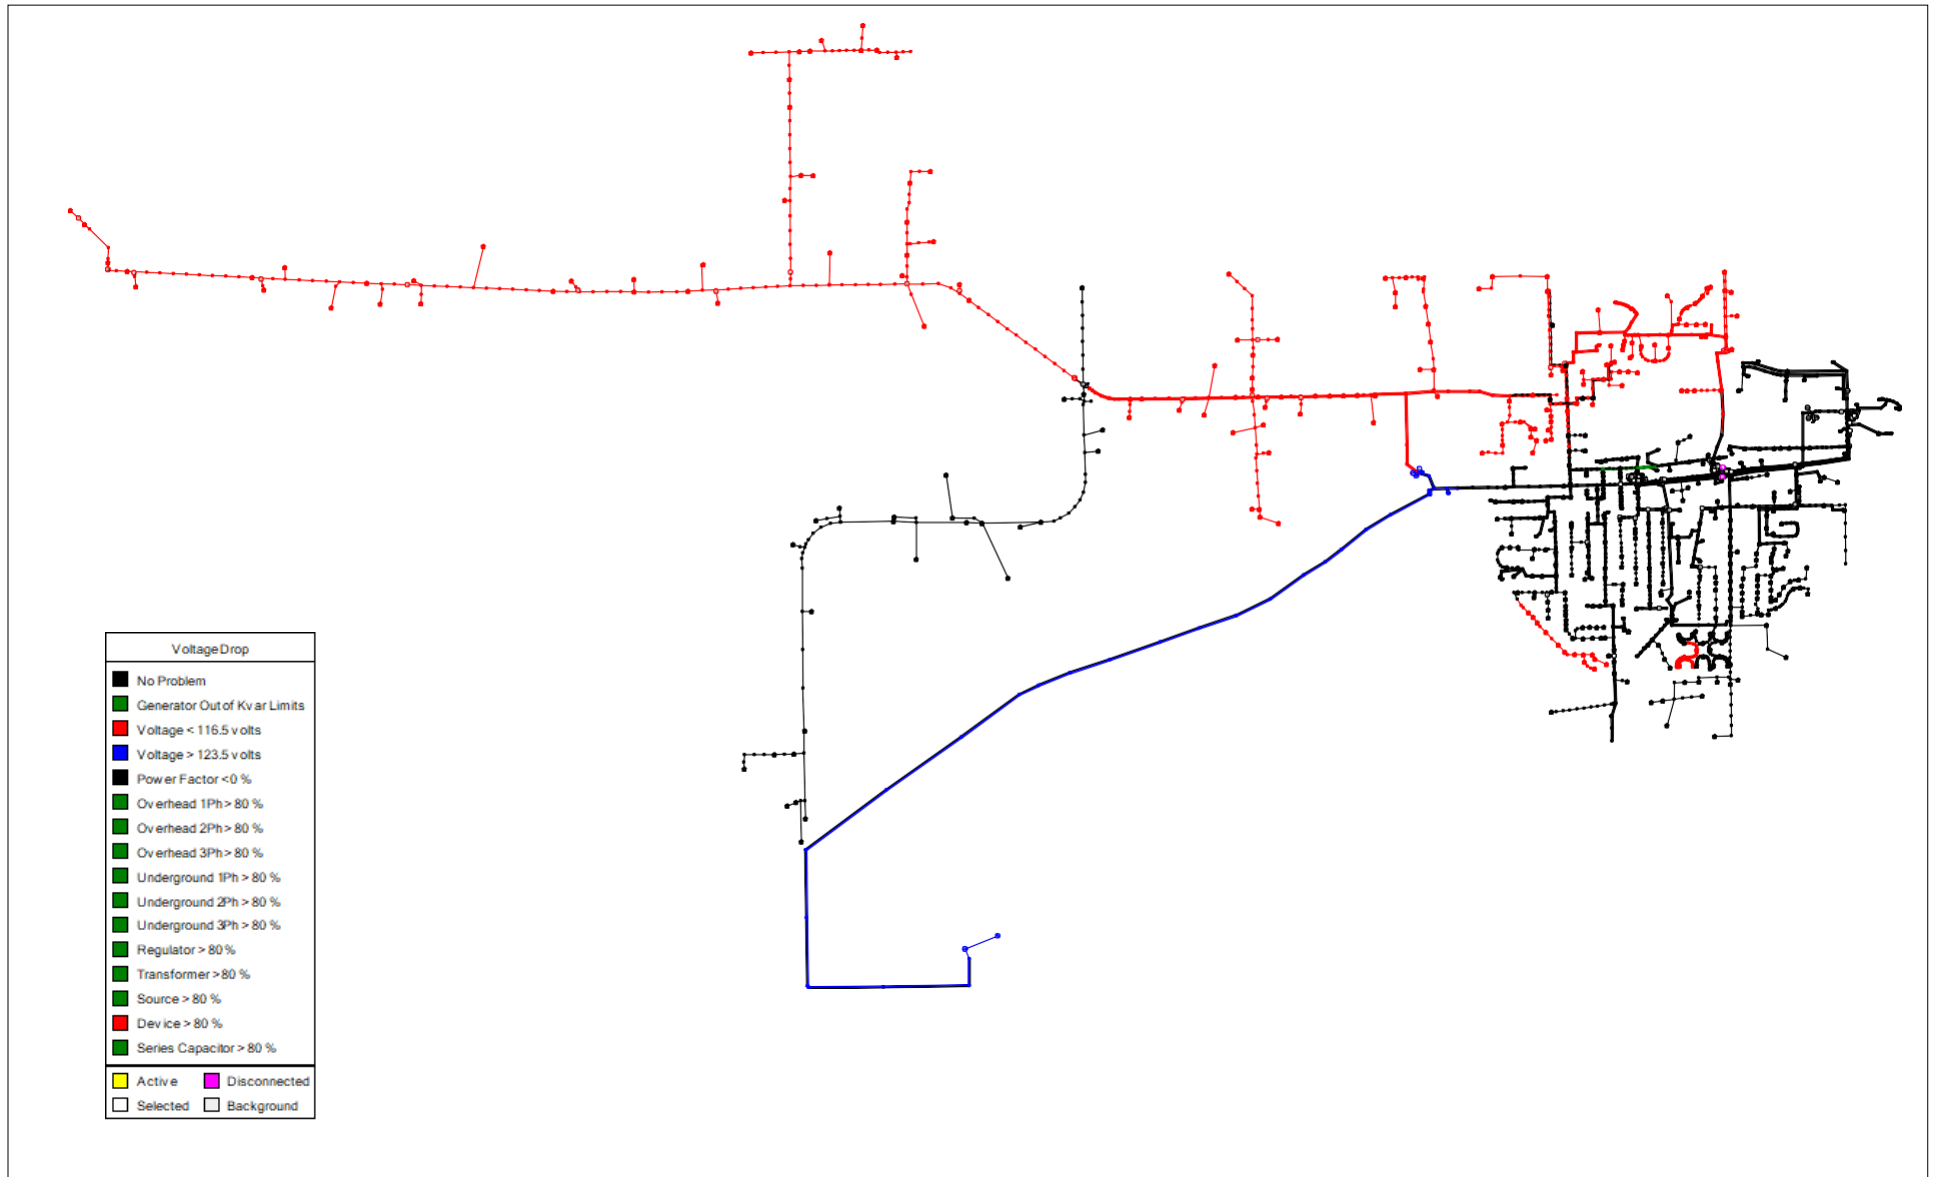 Voltage Drop
No Problem
Generator Out of Kvar Limits
Voltage < 116.5 volts
Voltage > 123.5 volts
Power Factor <0 %
Overhead 1Ph > 80 %
Overhead 2Ph > 80 %
Overhead 3Ph > 80 %
Underground 1Ph > 80 %
Underground 2Ph > 80 %
Underground 3Ph > 80 %
Regulator > 80 %
Transformer > 80 %
Source > 80 %
Device > 80 %
Series Capacitor > 80 %
Active Disconnected
Selected Background